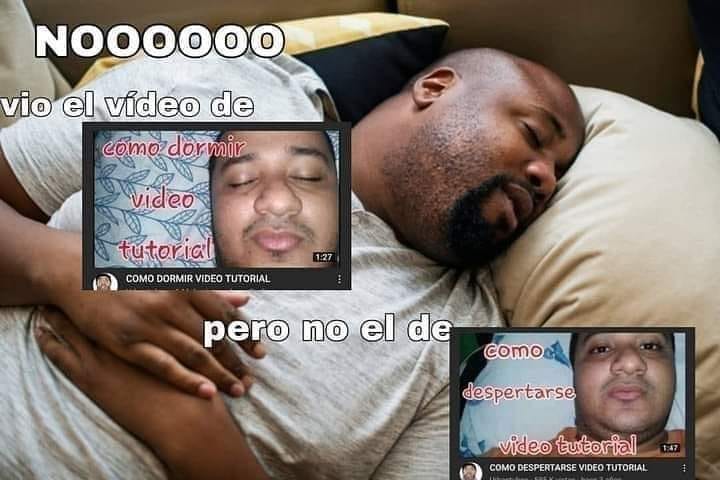 NOOOOOO
vio el vídeo de
como dormir
video
tutorial
1:27
COMO DORMIR VIDEO TUTORIAL
pero no el de
como
despertarse
video tutorial
1:47
COMO DESPERTARSE VIDEO TUTORIAL